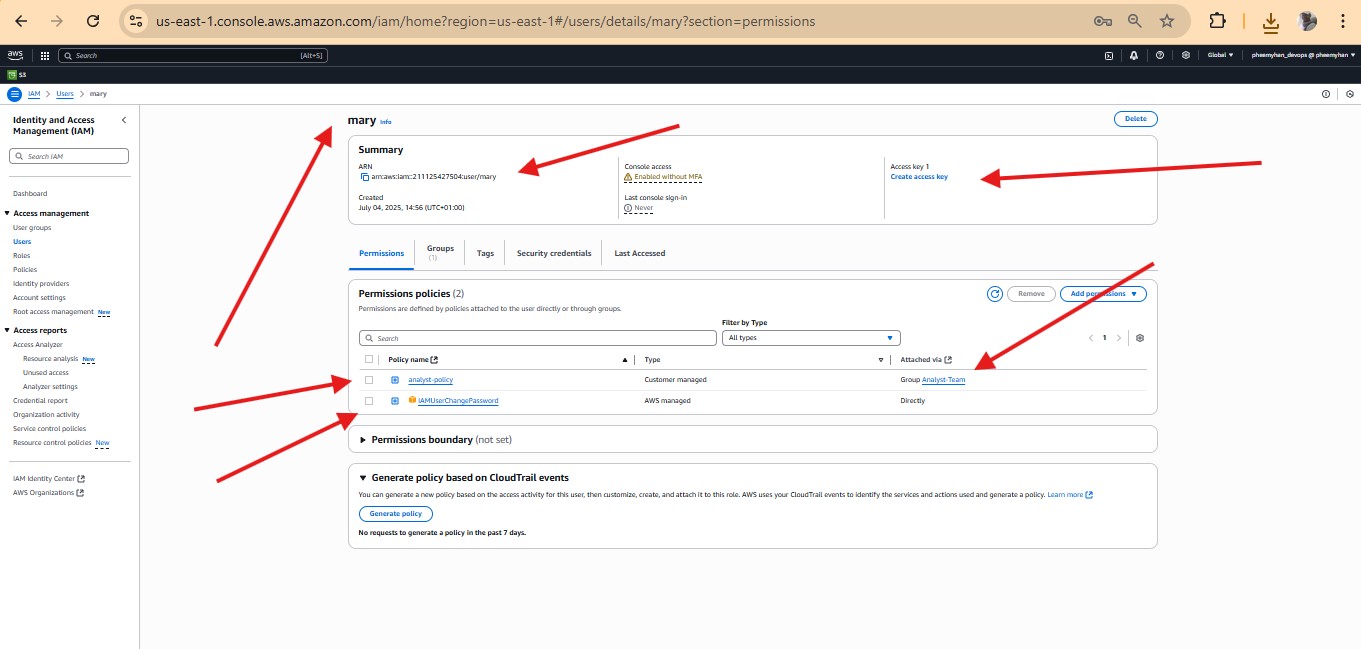 us-east-1.console.aws.amazon.com/iam/home?region=us-east-1#/users/details/mary?section=permissions
aws
Search [Alt+S]
Global
pheemyhan_devops @ pheemyhan
S3
IAM > Users > mary
Identity and Access Management (IAM)
Search IAM
Dashboard
Access management
User groups
Users
Roles
Policies
Identity providers
Account settings
Root access management New
Access reports
Access Analyzer
Resource analysis New
Unused access
Analyzer settings
Credential report
Organization activity
Service control policies
Resource control policies New
IAM Identity Center
AWS Organizations
mary Info
Delete
Summary
ARN
arn:aws:iam::211125427504:user/mary
Created
July 04, 2025, 14:56 (UTC+01:00)
Console access
Enabled without MFA
Last console sign-in
Never
Access key 1
Create access key
Permissions
Groups (1)
Tags
Security credentials
Last Accessed
Permissions policies (2)
Remove
Add permissions
Permissions are defined by policies attached to the user directly or through groups.
Filter by Type
Search
All types
1
Policy name Type Attached via
analyst-policy Customer managed Group Analyst-Team
IAMUserChangePassword AWS managed Directly
Permissions boundary (not set)
Generate policy based on CloudTrail events
You can generate a new policy based on the access activity for this user, then customize, create, and attach it to this role. AWS uses your CloudTrail events to identify the services and actions used and generate a policy. Learn more
Generate policy
No requests to generate a policy in the past 7 days.